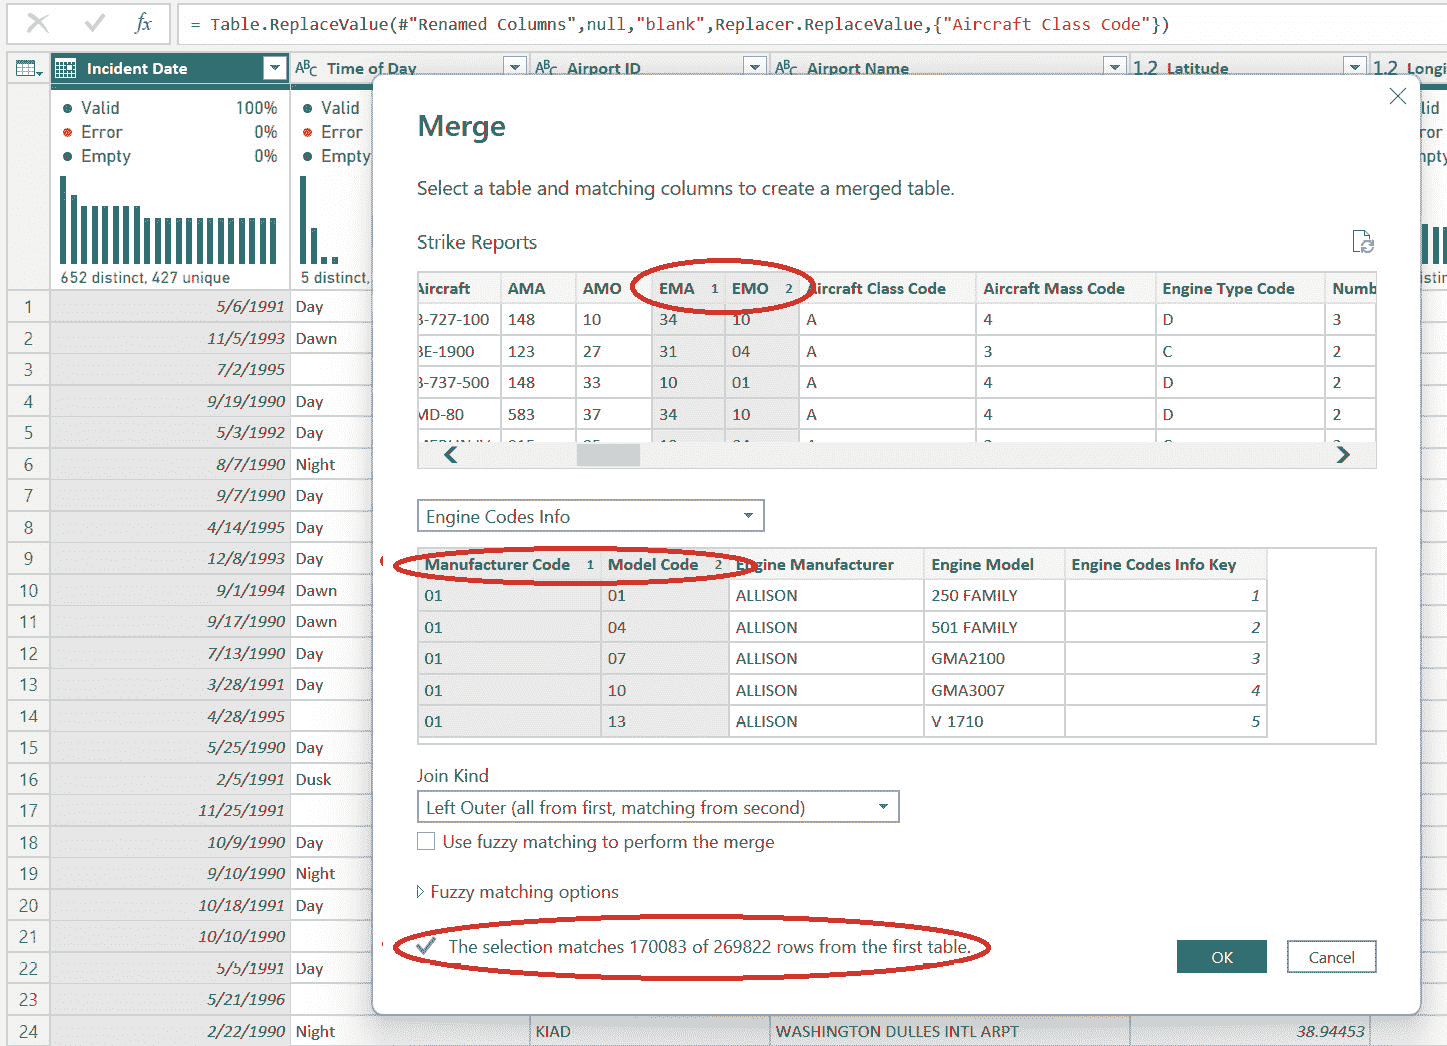 fx = Table.ReplaceValue(#"Renamed Columns",null,"blank",Replacer.ReplaceValue,{"Aircraft Class Code"})
Incident Date ABC Time of Day ABC Airport ID ABC Airport Name 1.2 Latitude 1.2 Longi
Valid 100% Valid
Error 0% Error
Empty 0% Empty
652 distinct, 427 unique 5 distinct,
1 5/6/1991 Day
2 11/5/1993 Dawn
3 7/2/1995
4 9/19/1990 Day
5 5/3/1992 Day
6 8/7/1990 Night
7 9/7/1990 Day
8 4/14/1995 Day
9 12/8/1993 Day
10 9/1/1994 Dawn
11 9/17/1990 Dawn
12 7/13/1990 Day
13 3/28/1991 Day
14 4/28/1995
15 5/25/1990 Day
16 2/5/1991 Dusk
17 11/25/1991
18 10/9/1990 Day
19 9/10/1990 Night
20 10/18/1991 Day
21 10/10/1990
22 5/5/1991 Day
23 5/21/1996
24 2/22/1990 Night KIAD WASHINGTON DULLES INTL ARPT 38.94453
Merge
Select a table and matching columns to create a merged table.
Strike Reports
Aircraft AMA AMO EMA 1 EMO 2 Aircraft Class Code Aircraft Mass Code Engine Type Code Numb
B-727-100 148 10 34 10 A 4 D 3
BE-1900 123 27 31 04 A 3 C 2
B-737-500 148 33 10 01 A 4 D 2
MD-80 583 37 34 10 A 4 D 2
Engine Codes Info
Manufacturer Code 1 Model Code 2 Engine Manufacturer Engine Model Engine Codes Info Key
01 01 ALLISON 250 FAMILY 1
01 04 ALLISON 501 FAMILY 2
01 07 ALLISON GMA2100 3
01 10 ALLISON GMA3007 4
01 13 ALLISON V 1710 5
Join Kind
Left Outer (all from first, matching from second)
Use fuzzy matching to perform the merge
Fuzzy matching options
The selection matches 170083 of 269822 rows from the first table.
OK Cancel